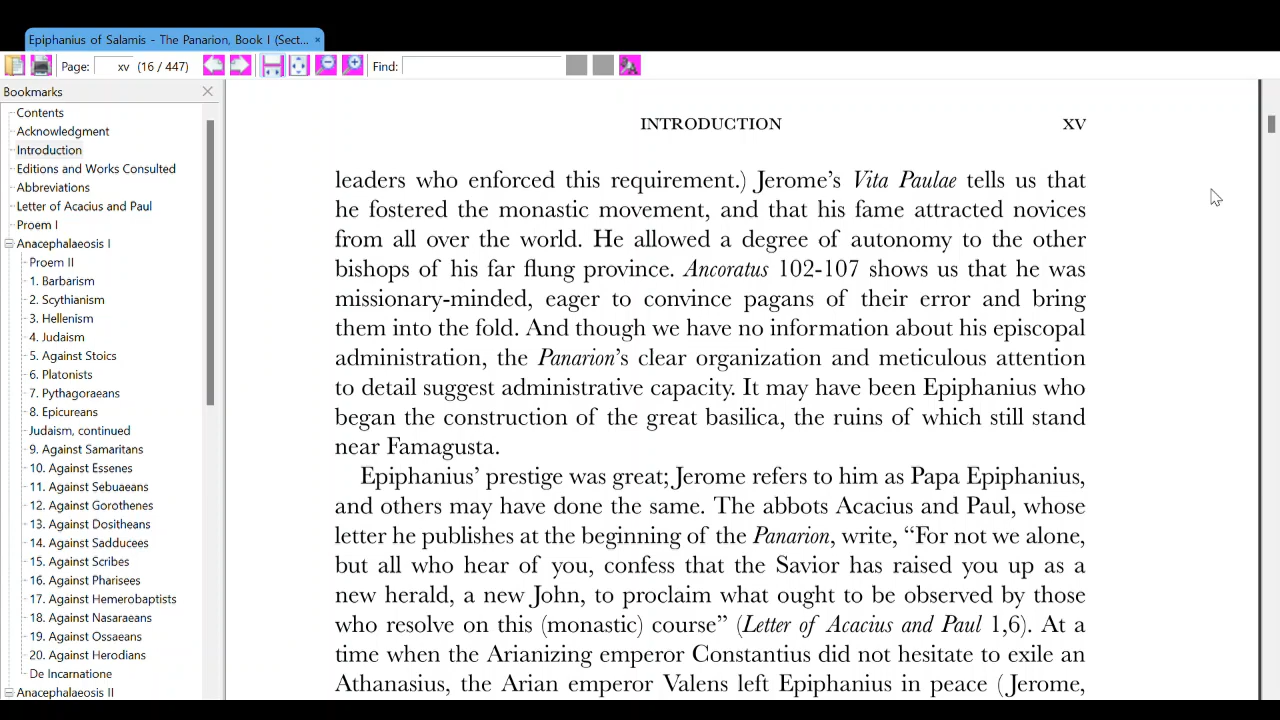 Epiphanius of Salamis - The Panarion, Book I (Sect...
Page: xv (16 / 447) Find:
Bookmarks
Contents
Acknowledgment
Introduction
Editions and Works Consulted
Abbreviations
Letter of Acacius and Paul
Proem I
Anacephalaeosis I
Proem II
1. Barbarism
2. Scythianism
3. Hellenism
4. Judaism
5. Against Stoics
6. Platonists
7. Pythagoraeans
8. Epicureans
Judaism, continued
9. Against Samaritans
10. Against Essenes
11. Against Sebuaeans
12. Against Gorothenes
13. Against Dositheans
14. Against Sadducees
15. Against Scribes
16. Against Pharisees
17. Against Hemerobaptists
18. Against Nasaraeans
19. Against Ossaeans
20. Against Herodians
De Incarnatione
Anacephalaeosis II
INTRODUCTION XV
leaders who enforced this requirement.) Jerome's Vita Paulae tells us that
he fostered the monastic movement, and that his fame attracted novices
from all over the world. He allowed a degree of autonomy to the other
bishops of his far flung province. Ancoratus 102-107 shows us that he was
missionary-minded, eager to convince pagans of their error and bring
them into the fold. And though we have no information about his episcopal
administration, the Panarion's clear organization and meticulous attention
to detail suggest administrative capacity. It may have been Epiphanius who
began the construction of the great basilica, the ruins of which still stand
near Famagusta.
Epiphanius' prestige was great; Jerome refers to him as Papa Epiphanius,
and others may have done the same. The abbots Acacius and Paul, whose
letter he publishes at the beginning of the Panarion, write, “For not we alone,
but all who hear of you, confess that the Savior has raised you up as a
new herald, a new John, to proclaim what ought to be observed by those
who resolve on this (monastic) course” (Letter of Acacius and Paul 1,6). At a
time when the Arianizing emperor Constantius did not hesitate to exile an
Athanasius, the Arian emperor Valens left Epiphanius in peace (Jerome,